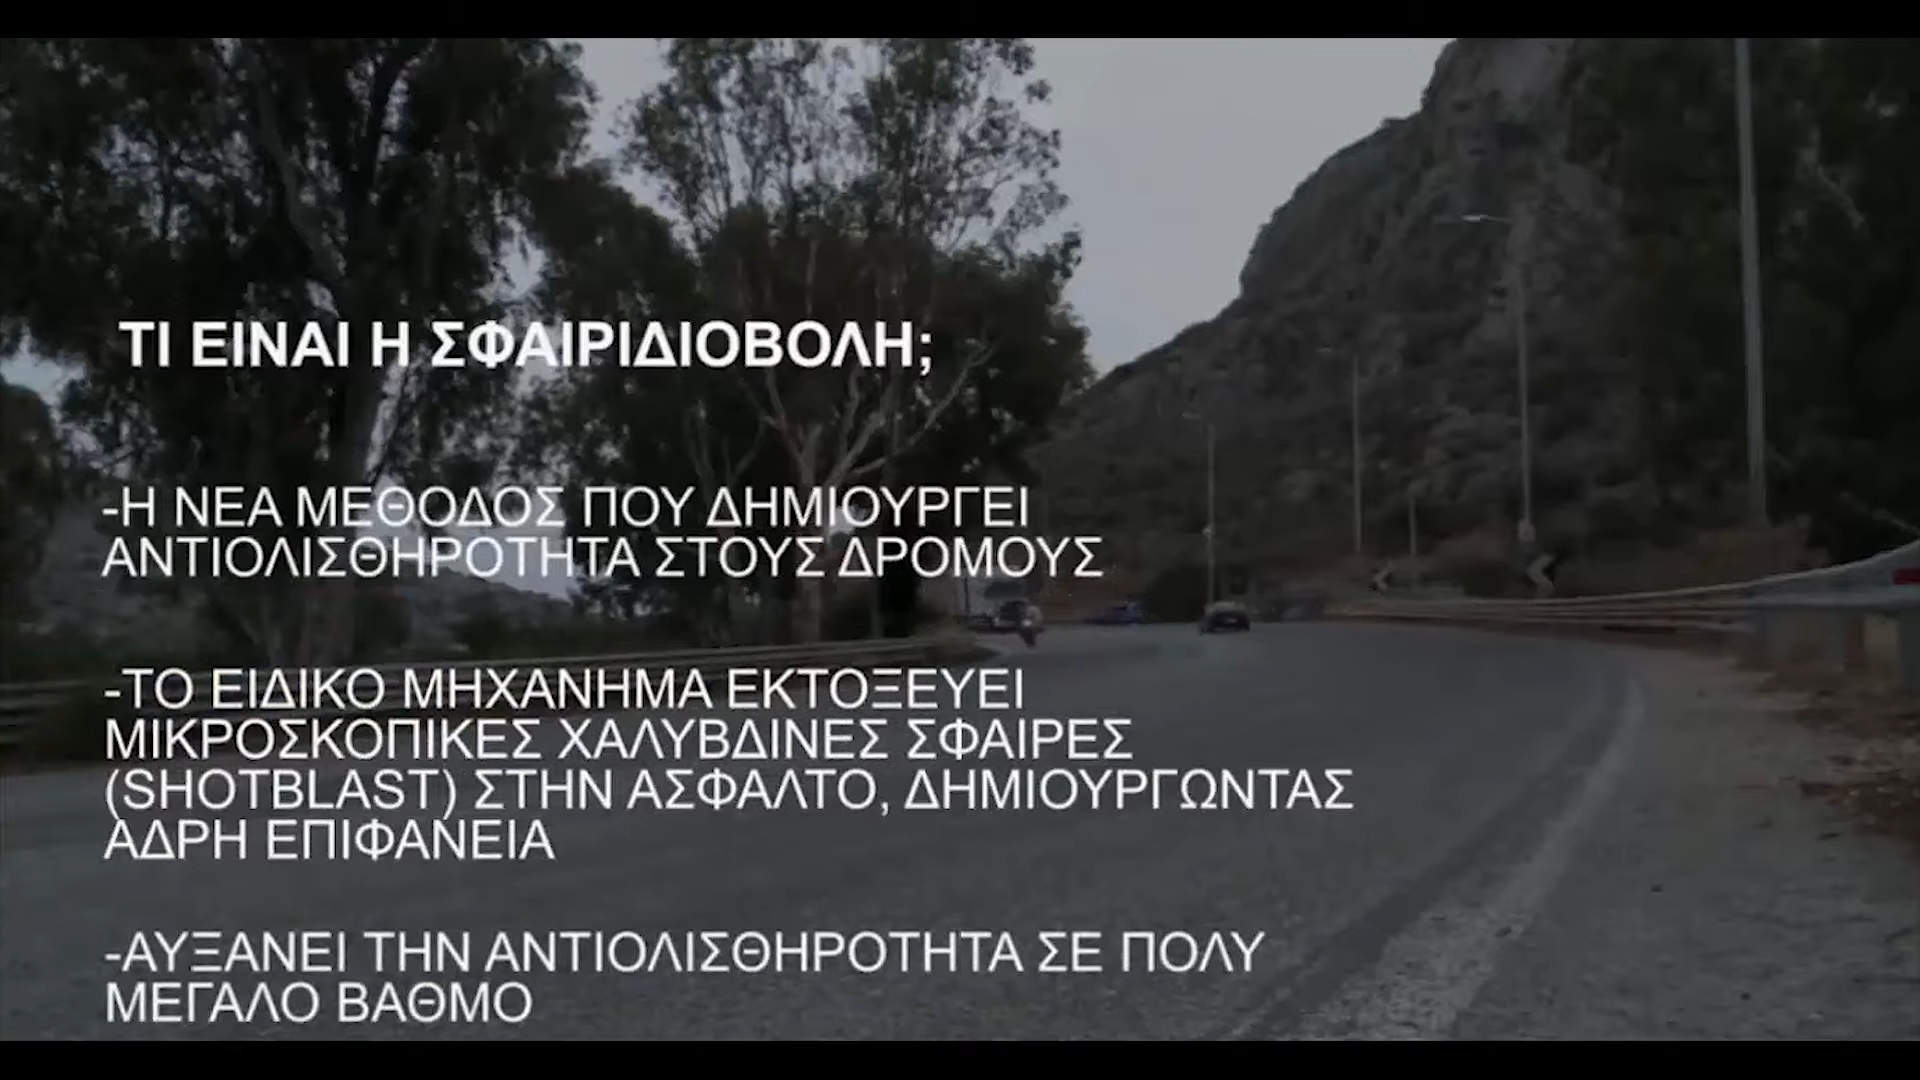 ΤΙ ΕΙΝΑΙ Η ΣΦΑΙΡΙΔΙΟΒΟΛΗ;
-Η ΝΕΑ ΜΕΘΟΔΟΣ ΠΟΥ ΔΗΜΙΟΥΡΓΕΙ
ΑΝΤΙΟΛΙΣΘΗΡΟΤΗΤΑ ΣΤΟΥΣ ΔΡΟΜΟΥΣ
-ΤΟ ΕΙΔΙΚΟ ΜΗΧΑΝΗΜΑ ΕΚΤΟΞΕΥΕΙ
ΜΙΚΡΟΣΚΟΠΙΚΕΣ ΧΑΛΥΒΔΙΝΕΣ ΣΦΑΙΡΕΣ
(SHOTBLAST) ΣΤΗΝ ΑΣΦΑΛΤΟ, ΔΗΜΙΟΥΡΓΩΝΤΑΣ
ΑΔΡΗ ΕΠΙΦΑΝΕΙΑ
-ΑΥΞΑΝΕΙ ΤΗΝ ΑΝΤΙΟΛΙΣΘΗΡΟΤΗΤΑ ΣΕ ΠΟΛΥ
ΜΕΓΑΛΟ ΒΑΘΜΟ